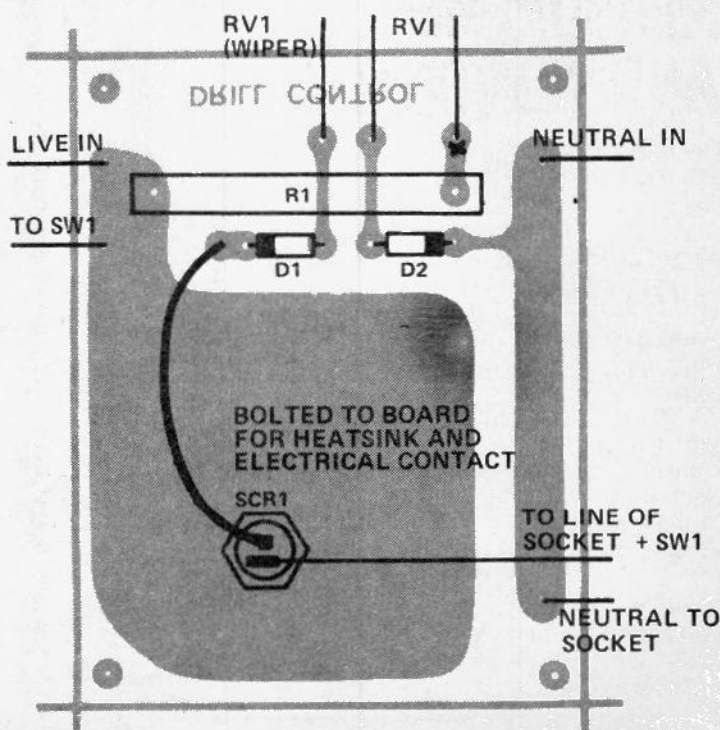 RV1
(WIPER)
RVI
DRILL CONTROL
LIVE IN
NEUTRAL IN
R1
TO SW1
D1
D2
BOLTED TO BOARD
FOR HEATSINK AND
ELECTRICAL CONTACT
SCR1
TO LINE OF
SOCKET + SW1
NEUTRAL TO
SOCKET